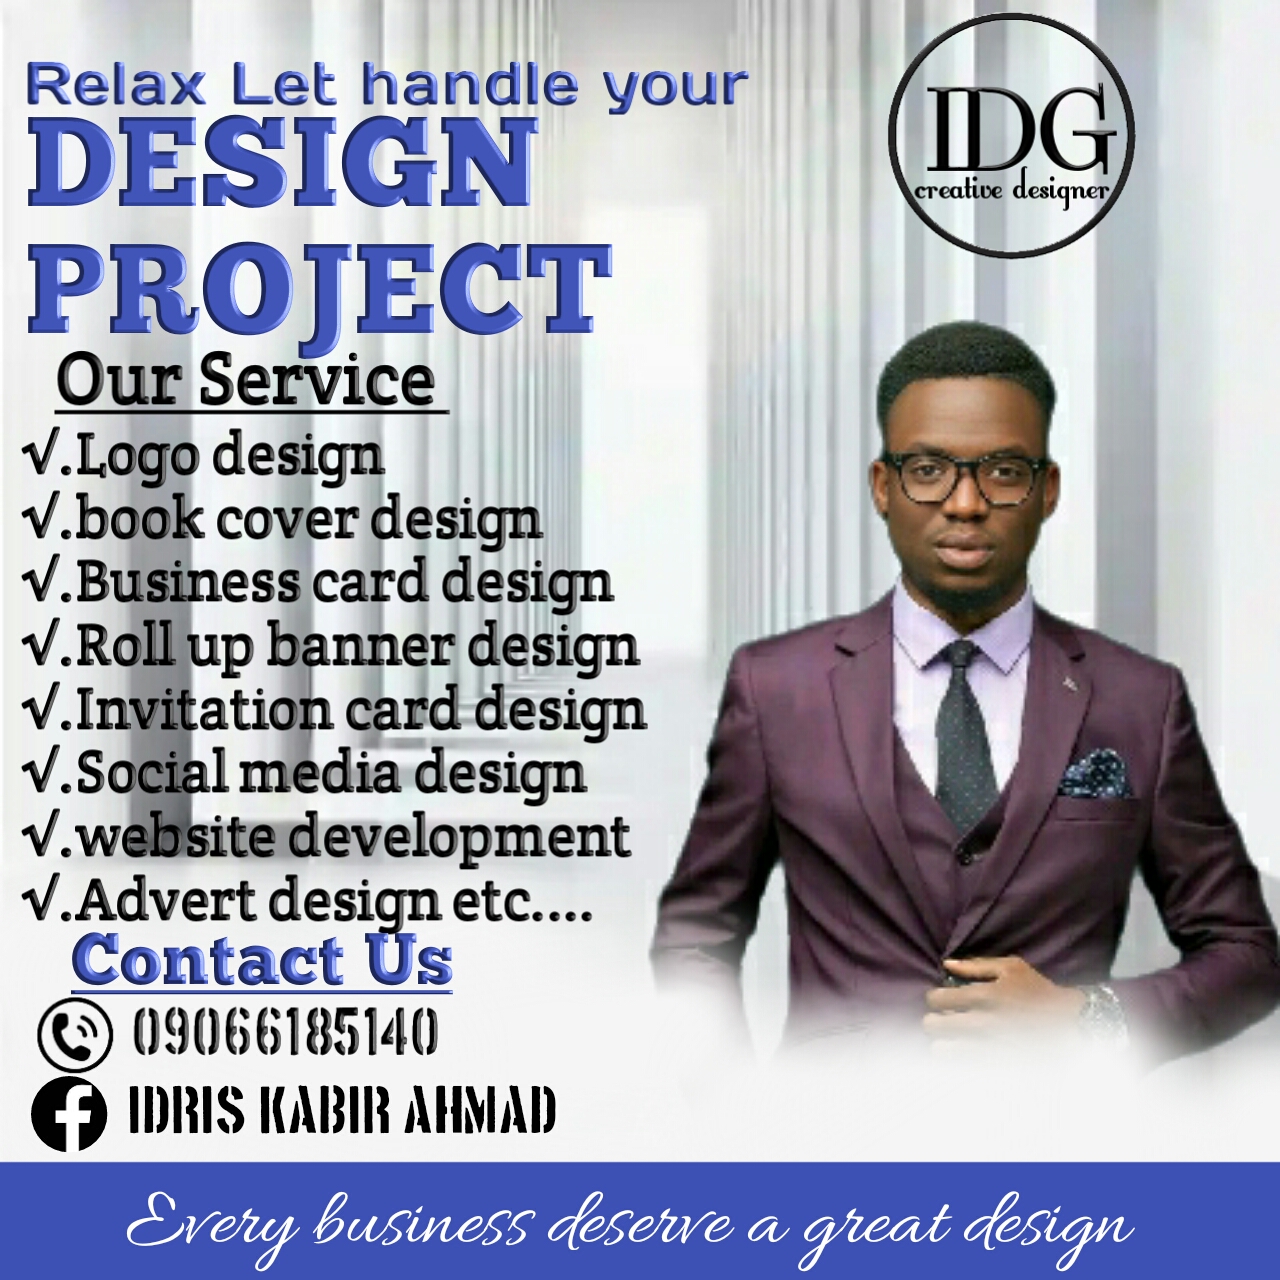 Relax Let handle your
DESIGN
PROJECT
IDG
creative designer
Our Service
√.Logo design
√.book cover design
√.Business card design
√.Roll up banner design
√.Invitation card design
√.Social media design
√.website development
√.Advert design etc....
Contact Us
09066185140
IDRIS KABIR AHMAD
Every business deserve a great design